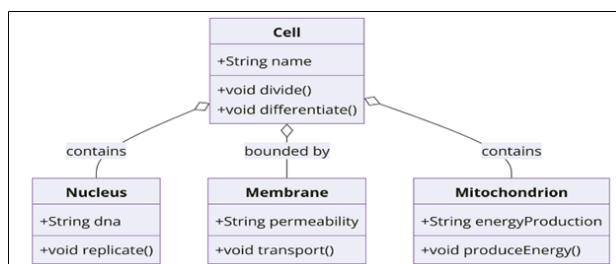 Cell
+String name
+void divide()
+void differentiate()
contains
bounded by
contains
Nucleus
+String dna
+void replicate()
Membrane
+String permeability
+void transport()
Mitochondrion
+String energyProduction
+void produceEnergy()